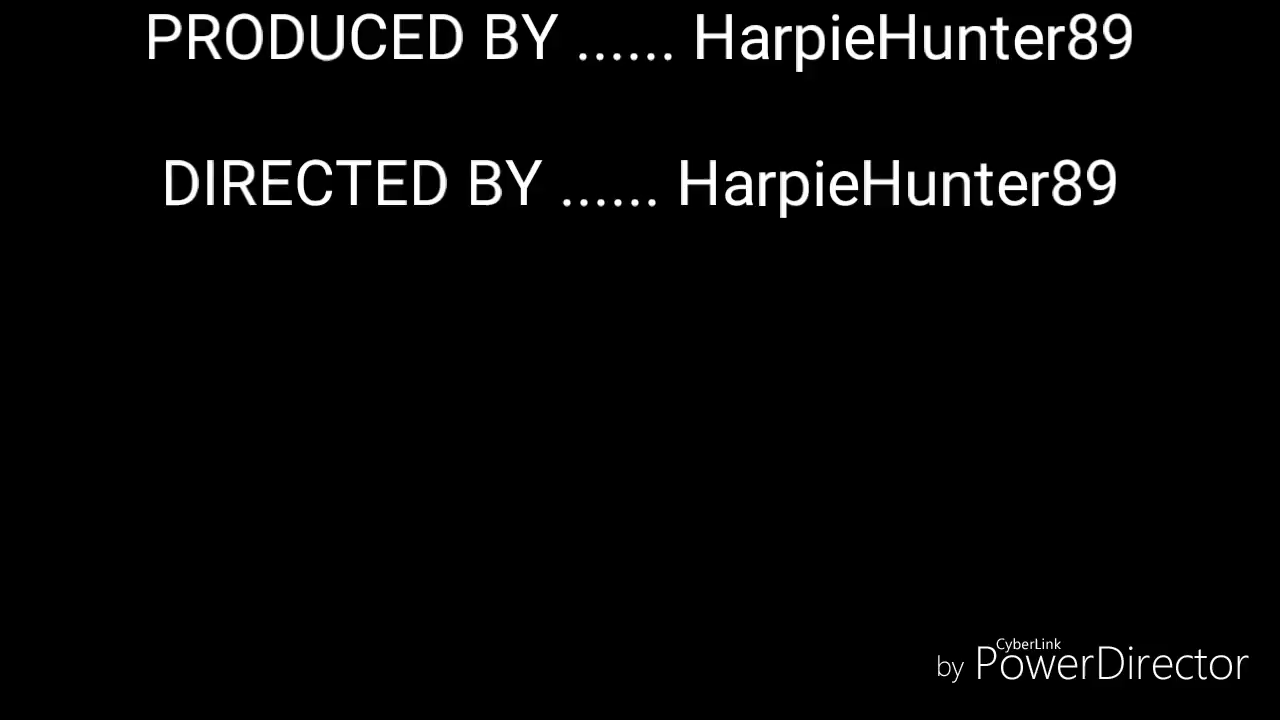 PRODUCED BY ...... HarpieHunter89
DIRECTED BY ...... HarpieHunter89
CyberLink
by PowerDirector